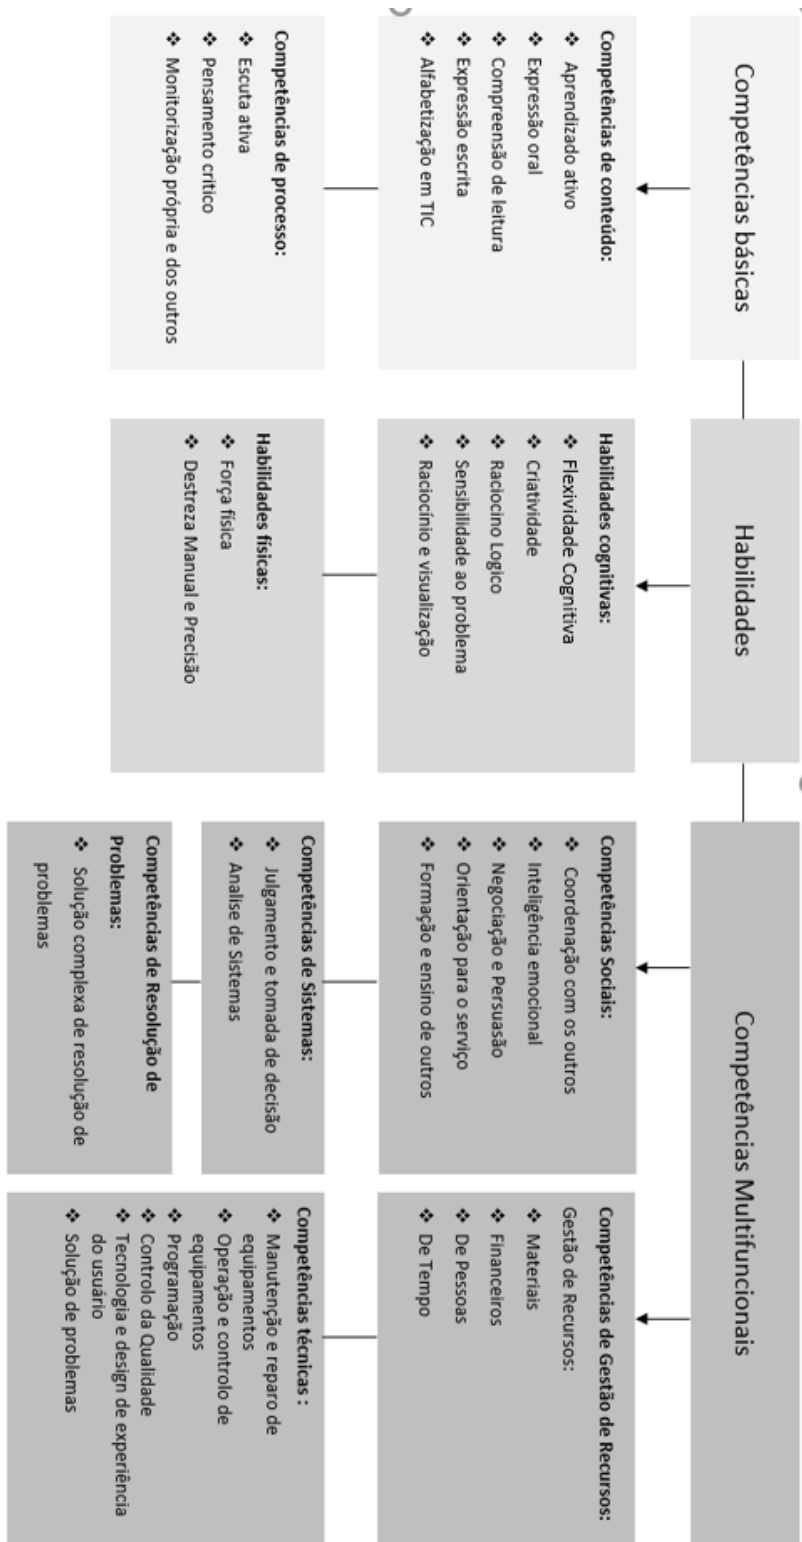 Competências básicas
Competências de conteúdo:
❖ Aprendizado ativo
❖ Expressão oral
❖ Compreensão de leitura
❖ Expressão escrita
❖ Alfabetização em TIC
Competências de processo:
❖ Escuta ativa
❖ Pensamento crítico
❖ Monitorização própria e dos outros
Habilidades
Habilidades cognitivas:
❖ Flexividade Cognitiva
❖ Criatividade
❖ Raciocino Logico
❖ Sensibilidade ao problema
❖ Raciocínio e visualização
Habilidades físicas:
❖ Força física
❖ Destreza Manual e Precisão
Competências Multifuncionais
Competências Sociais:
❖ Coordenação com os outros
❖ Inteligência emocional
❖ Negociação e Persuasão
❖ Orientação para o serviço
❖ Formação e ensino de outros
Competências de Sistemas:
❖ Julgamento e tomada de decisão
❖ Analise de Sistemas
Competências de Resolução de
Problemas:
❖ Solução complexa de resolução de
problemas
Competências de Gestão de Recursos:
Gestão de Recursos:
❖ Materiais
❖ Financeiros
❖ De Pessoas
❖ De Tempo
Competências técnicas :
❖ Manutenção e reparo de
equipamentos
❖ Operação e controlo de
equipamentos
❖ Programação
❖ Controlo da Qualidade
❖ Tecnologia e design de experiência
do usuário
❖ Solução de problemas